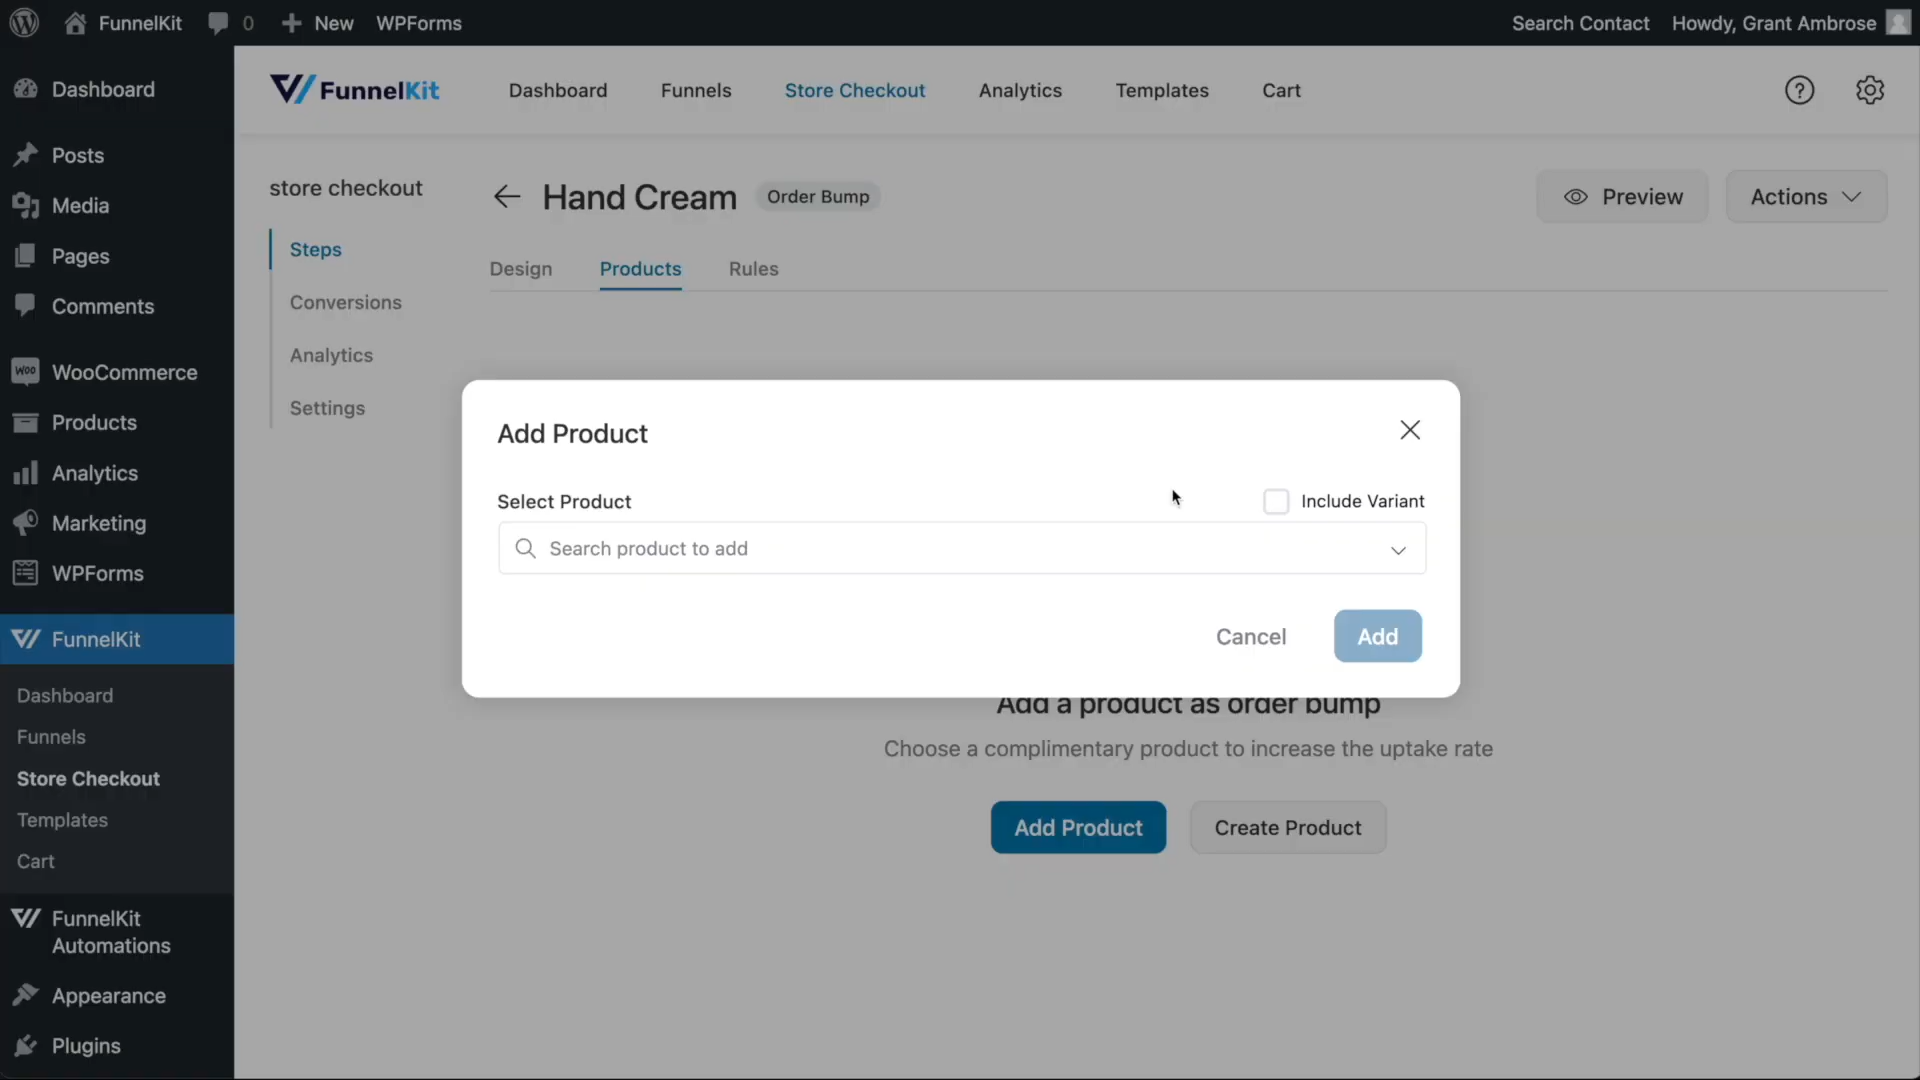 FunnelKit
0
New
WPForms
Search Contact
Howdy, Grant Ambrose
Dashboard
Posts
Media
Pages
Comments
Woo
WooCommerce
Products
Analytics
Marketing
WPForms
FunnelKit
Dashboard
Funnels
Store Checkout
Templates
Cart
FunnelKit
Automations
Appearance
Plugins
FunnelKit
Dashboard
Funnels
Store Checkout
Analytics
Templates
Cart
?
store checkout
Steps
Conversions
Analytics
Settings
Hand Cream
Order Bump
Preview
Actions
Design
Products
Rules
Add Product
Select Product
Include Variant
Search product to add
Cancel
Add
Add a product as order bump
Choose a complimentary product to increase the uptake rate
Add Product
Create Product